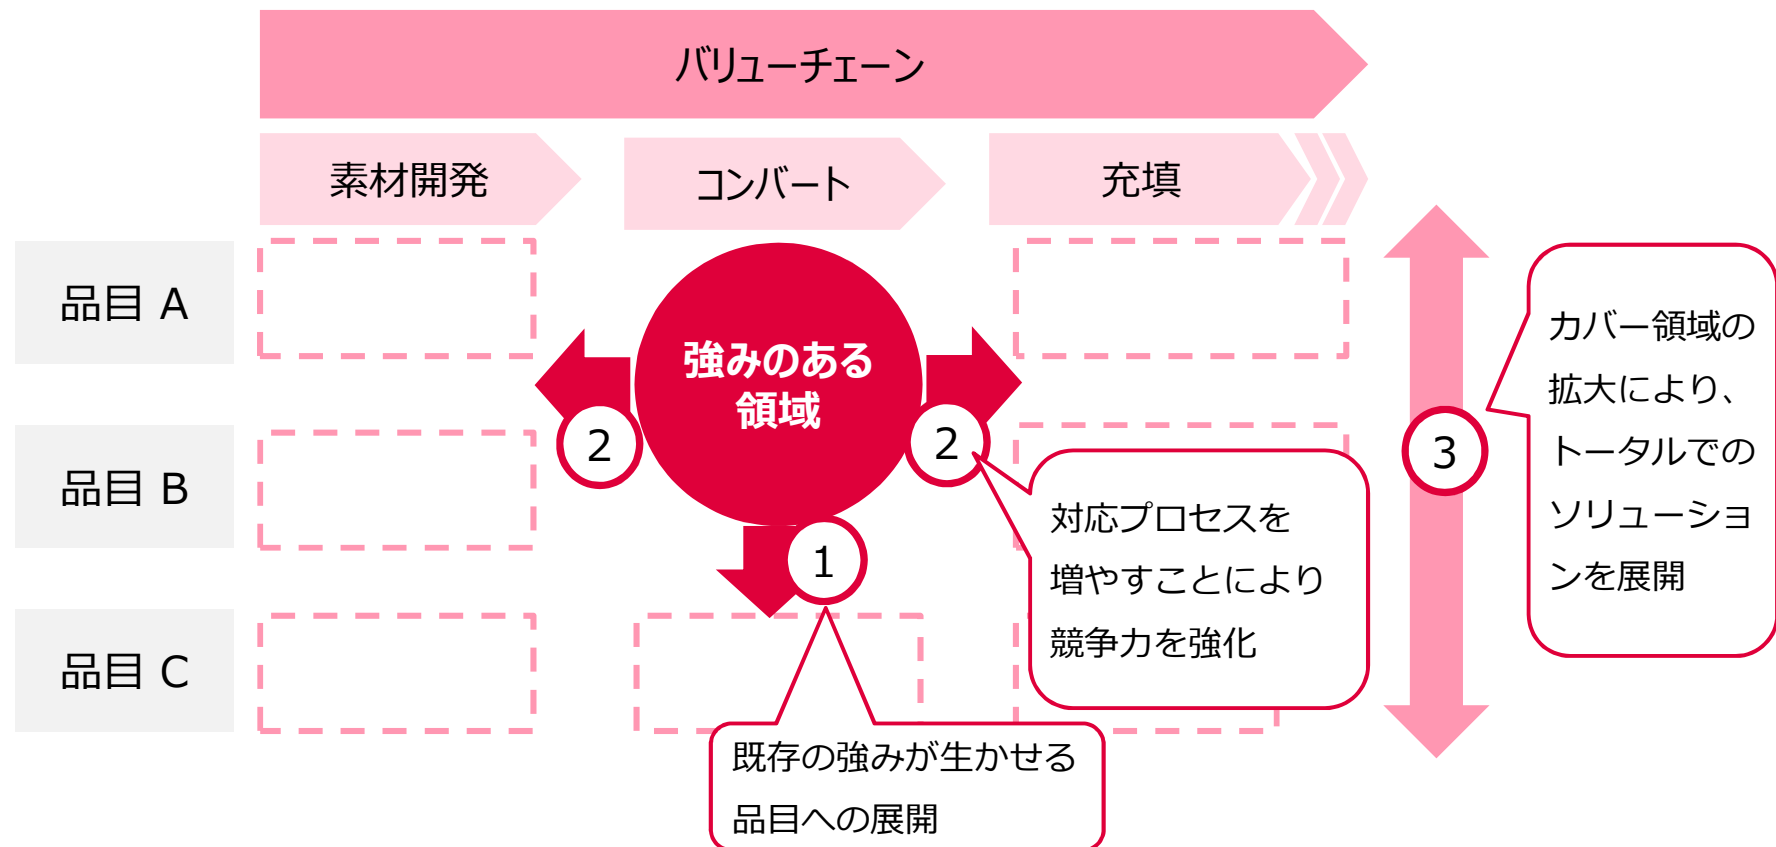 バリューチェーン
素材開発
コンバート
充填
品目 A
品目 B
品目 C
強みのある
領域
2
2
1
3
対応プロセスを
増やすことにより
競争力を強化
既存の強みが生かせる
品目への展開
カバー領域の
拡大により、
トータルでの
ソリューショ
ンを展開